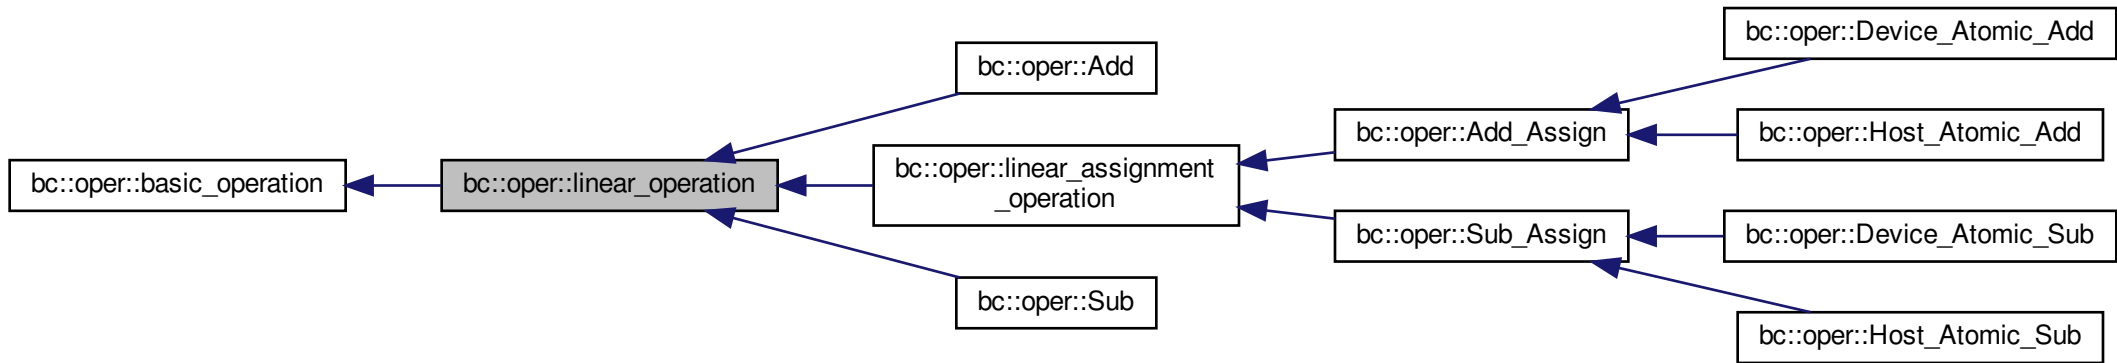 bc::oper::basic_operation
bc::oper::linear_operation
bc::oper::Add
bc::oper::linear_assignment
_operation
bc::oper::Sub
bc::oper::Add_Assign
bc::oper::Sub_Assign
bc::oper::Device_Atomic_Add
bc::oper::Host_Atomic_Add
bc::oper::Device_Atomic_Sub
bc::oper::Host_Atomic_Sub